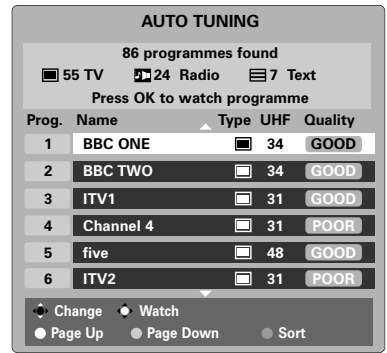 AUTO TUNING
86 programmes found
55 TV 24 Radio 7 Text
Press OK to watch programme
Prog. Name Type UHF Quality
1 BBC ONE 34 GOOD
2 BBC TWO 34 GOOD
3 ITV1 31 GOOD
4 Channel 4 31 POOR
5 five 48 GOOD
6 ITV2 31 POOR
Change Watch
Page Up Page Down Sort